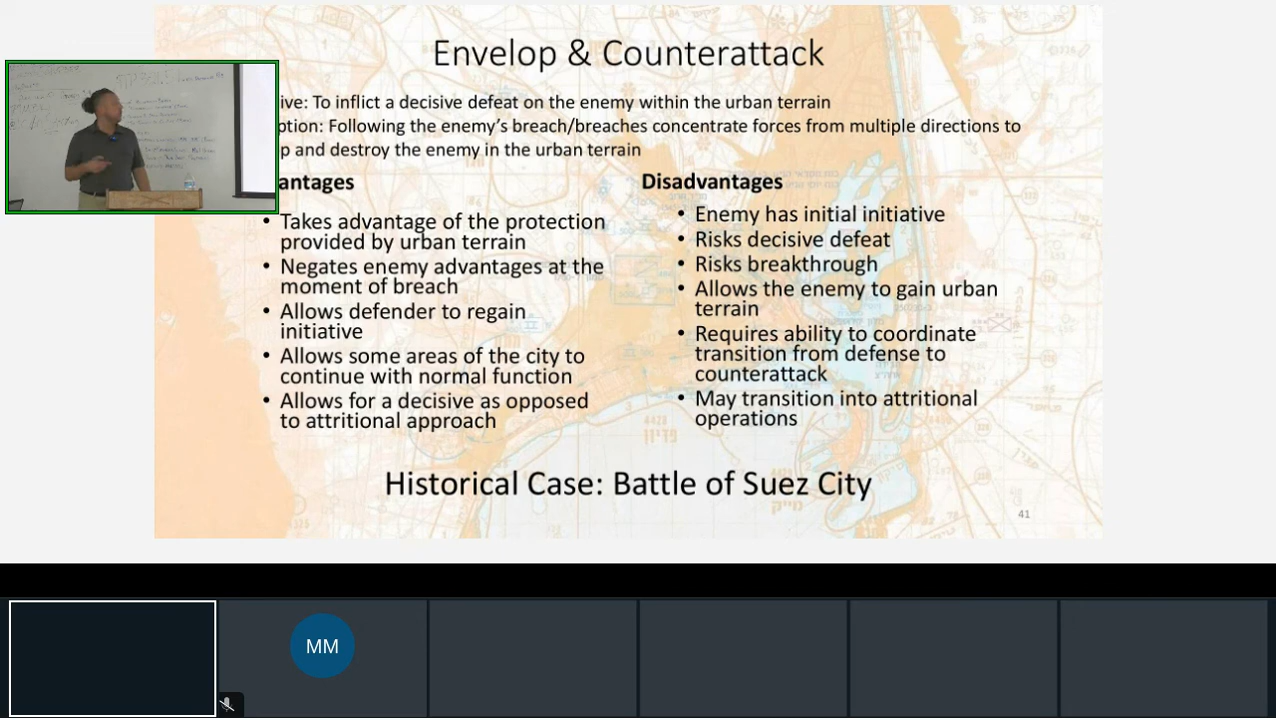 Envelop & Counterattack
ive: To inflict a decisive defeat on the enemy within the urban terrain
ption: Following the enemy's breach/breaches concentrate forces from multiple directions to
p and destroy the enemy in the urban terrain
antages
• Takes advantage of the protection
provided by urban terrain
• Negates enemy advantages at the
moment of breach
• Allows defender to regain
initiative
• Allows some areas of the city to
continue with normal function
• Allows for a decisive as opposed
to attritional approach
Disadvantages
• Enemy has initial initiative
• Risks decisive defeat
• Risks breakthrough
• Allows the enemy to gain urban
terrain
• Requires ability to coordinate
transition from defense to
counterattack
• May transition into attritional
operations
Historical Case: Battle of Suez City
41
MM